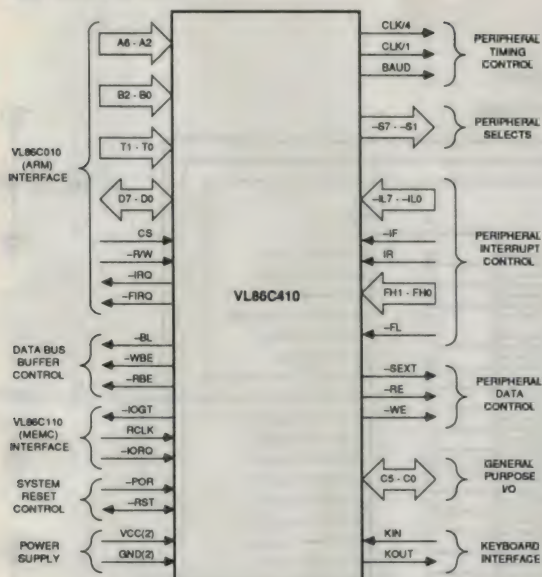 A6 - A2
B2 - B0
T1 - T0
VL86C010
(ARM)
INTERFACE
D7 - D0
CS
–R/W
–IRQ
–FIRQ
DATA BUS
BUFFER
CONTROL
–BL
–WBE
–RBE
VL86C110
(MEMC)
INTERFACE
–IOGT
RCLK
–IORQ
SYSTEM
RESET
CONTROL
–POR
–RST
POWER
SUPPLY
VCC(2)
GND(2)
VL86C410
CLK/4
CLK/1
BAUD
PERIPHERAL
TIMING
CONTROL
–S7 - –S1
PERIPHERAL
SELECTS
–IL7 - –IL0
–IF
IR
FH1 - FH0
–FL
PERIPHERAL
INTERRUPT
CONTROL
–SEXT
–RE
–WE
PERIPHERAL
DATA
CONTROL
C5 - C0
GENERAL
PURPOSE
I/O
KIN
KOUT
KEYBOARD
INTERFACE